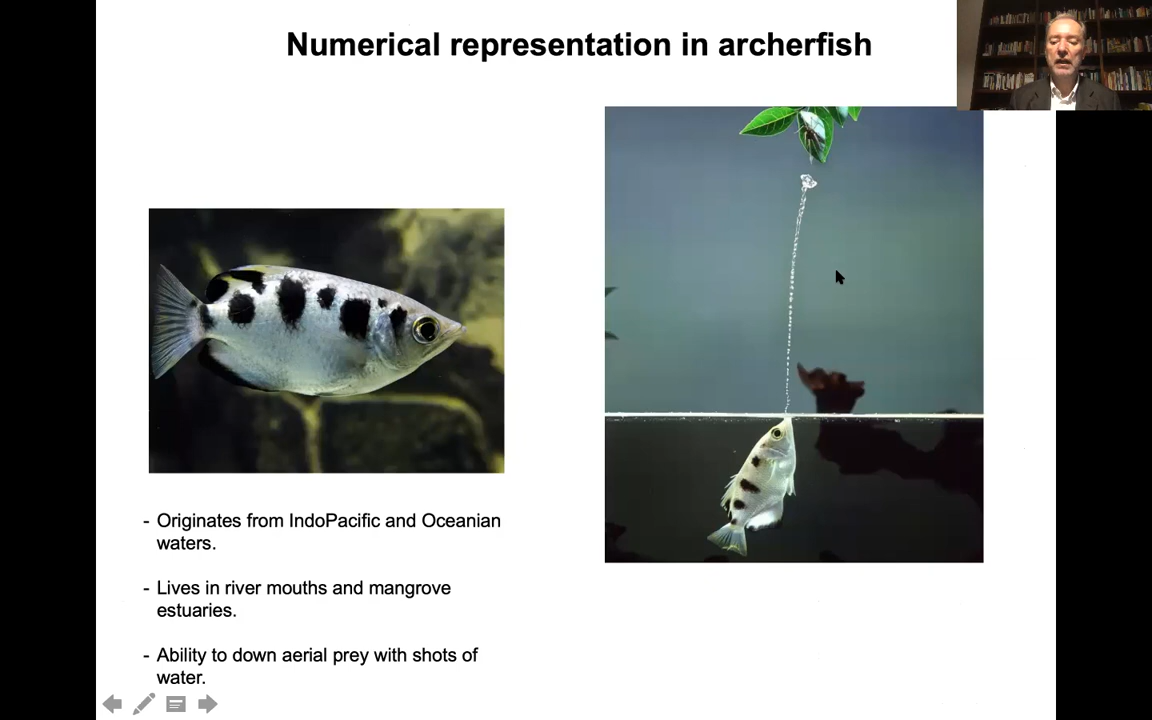 Numerical representation in archerfish
- Originates from IndoPacific and Oceanian
waters.
- Lives in river mouths and mangrove
estuaries.
- Ability to down aerial prey with shots of
water.